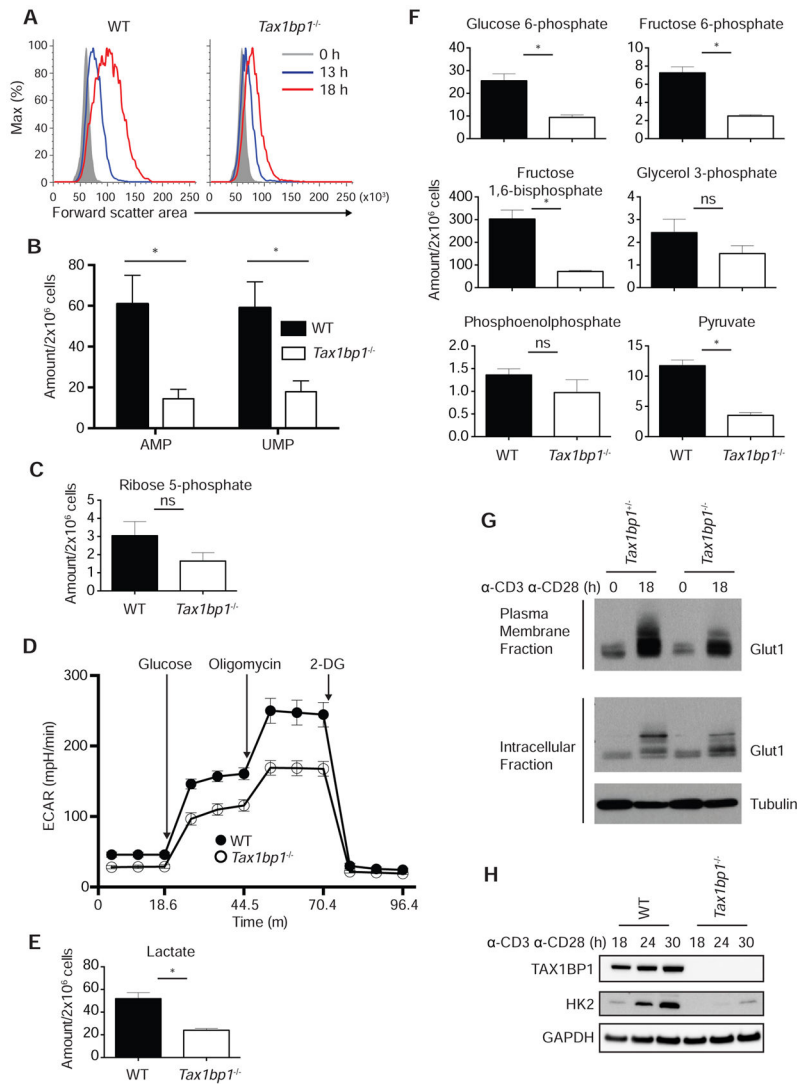 A
WT
Tax1bp1-/-
0 h
13 h
18 h
Max (%)
100
80
60
40
20
0
0 50 100 150 200 250
0 50 100 150 200 250 (x10³)
Forward scatter area
B
Amount/2x10⁶ cells
80
60
40
20
0
*
*
WT
Tax1bp1-/-
AMP
UMP
C
Ribose 5-phosphate
ns
Amount/2x10⁶ cells
5
4
3
2
1
0
WT
Tax1bp1-/-
D
Glucose
Oligomycin
2-DG
ECAR (mpH/min)
300
200
100
0
WT
Tax1bp1-/-
0
18.6
44.5
70.4
96.4
Time (m)
E
Lactate
*
Amount/2x10⁶ cells
80
60
40
20
0
WT
Tax1bp1-/-
F
Glucose 6-phosphate
*
40
30
20
10
0
Fructose 6-phosphate
*
10
8
6
4
2
0
Amount/2x10⁶ cells
Fructose
1,6-bisphosphate
*
400
300
200
100
0
Glycerol 3-phosphate
ns
4
3
2
1
0
Phosphoenolphosphate
ns
2.0
1.5
1.0
0.5
0.0
WT
Tax1bp1-/-
Pyruvate
*
15
10
5
0
WT
Tax1bp1-/-
G
Tax1bp1+/-
Tax1bp1-/-
α-CD3 α-CD28 (h) 0 18 0 18
Plasma
Membrane
Fraction
Glut1
Intracellular
Fraction
Glut1
Tubulin
H
WT
Tax1bp1-/-
α-CD3 α-CD28 (h) 18 24 30 18 24 30
TAX1BP1
HK2
GAPDH